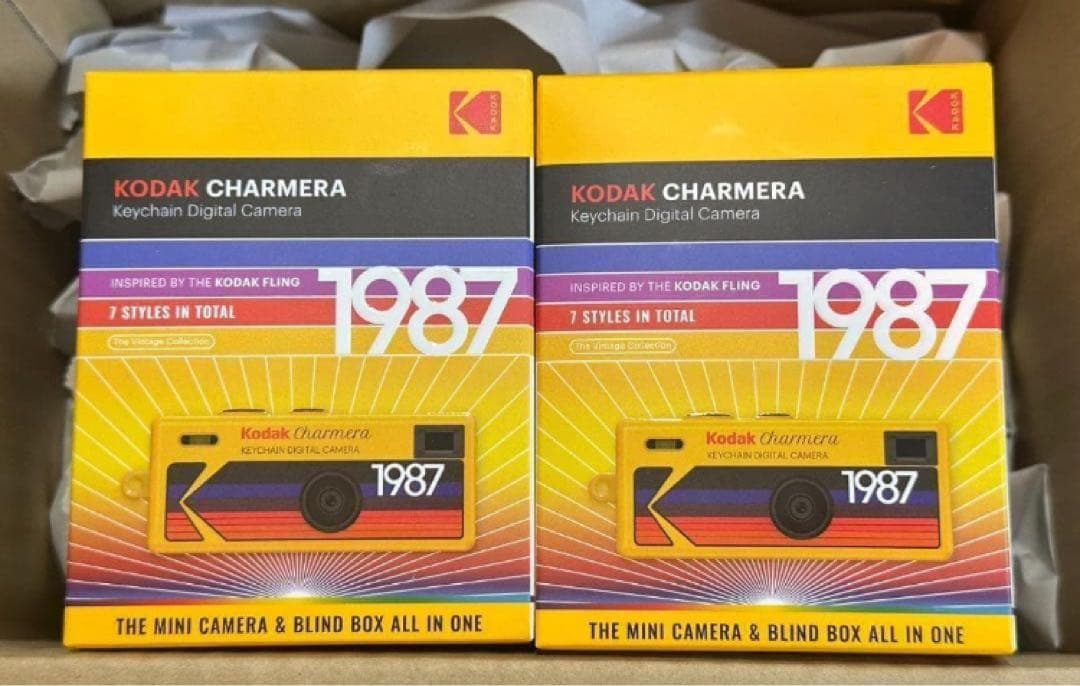 KODAK
KODAK CHARMERA
Keychain Digital Camera
INSPIRED BY THE KODAK FLING
1987
7 STYLES IN TOTAL
The Vintage Collection
Kodak Charmera
KEYCHAIN DIGITAL CAMERA
1987
THE MINI CAMERA & BLIND BOX ALL IN ONE
KODAK
KODAK CHARMERA
Keychain Digital Camera
INSPIRED BY THE KODAK FLING
1987
7 STYLES IN TOTAL
The Vintage Collection
Kodak Charmera
KEYCHAIN DIGITAL CAMERA
1987
THE MINI CAMERA & BLIND BOX ALL IN ONE